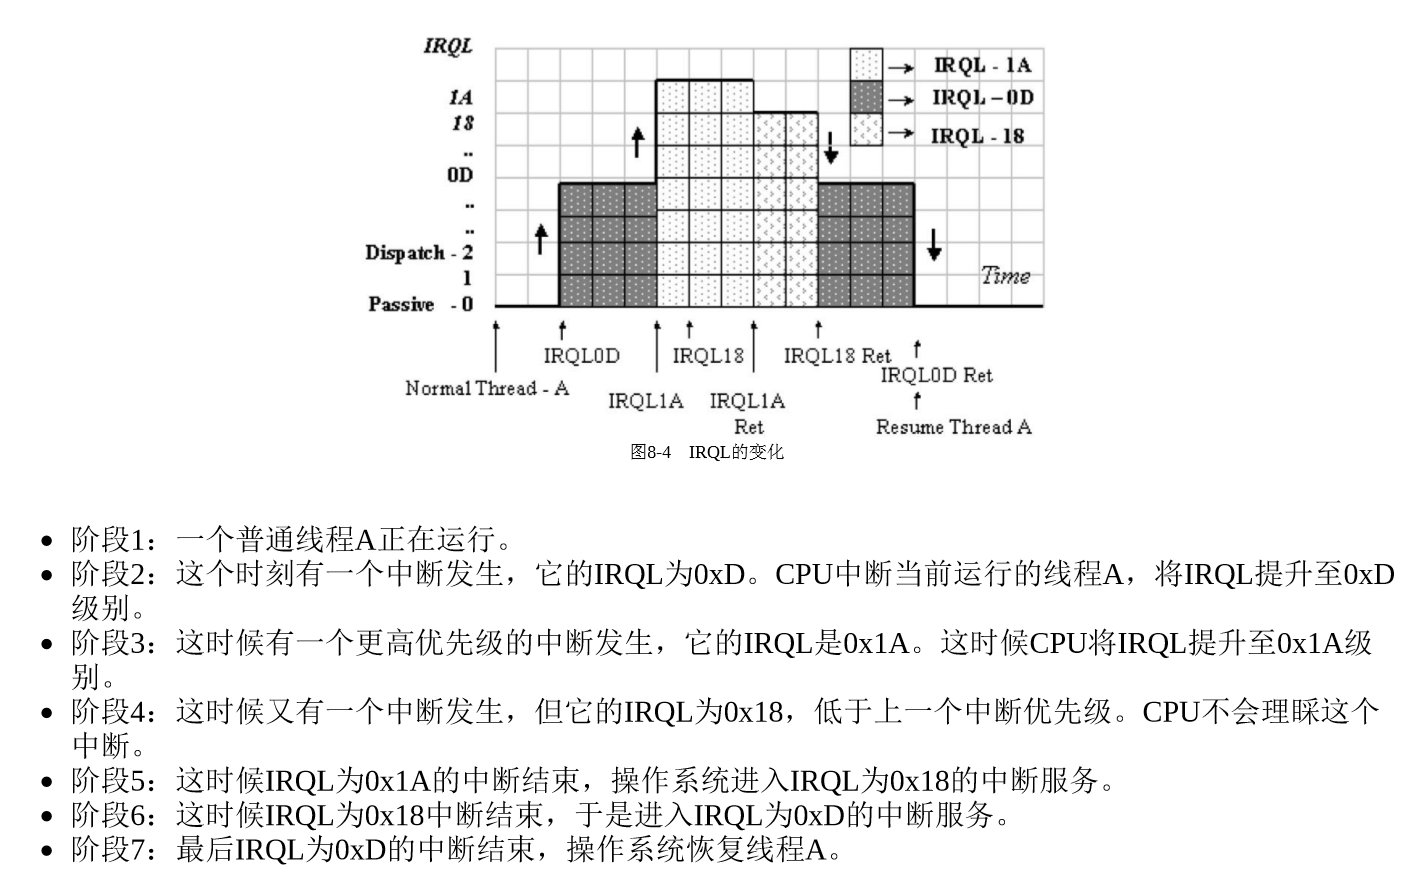 IRQL
1A
18
..
0D
..
..
Dispatch - 2
1
Passive - 0
IRQL - 1A
IRQL – 0D
IRQL - 18
Time
IRQL0D
IRQL18
IRQL18 Ret
IRQL0D Ret
Normal Thread - A
IRQL1A
IRQL1A
Ret
Resume Thread A
图8-4 IRQL的变化
• 阶段1：一个普通线程A正在运行。
• 阶段2：这个时刻有一个中断发生，它的IRQL为0xD。CPU中断当前运行的线程A，将IRQL提升至0xD
级别。
• 阶段3：这时候有一个更高优先级的中断发生，它的IRQL是0x1A。这时候CPU将IRQL提升至0x1A级
别。
• 阶段4：这时候又有一个中断发生，但它的IRQL为0x18，低于上一个中断优先级。CPU不会理睬这个
中断。
• 阶段5：这时候IRQL为0x1A的中断结束，操作系统进入IRQL为0x18的中断服务。
• 阶段6：这时候IRQL为0x18中断结束，于是进入IRQL为0xD的中断服务。
• 阶段7：最后IRQL为0xD的中断结束，操作系统恢复线程A。